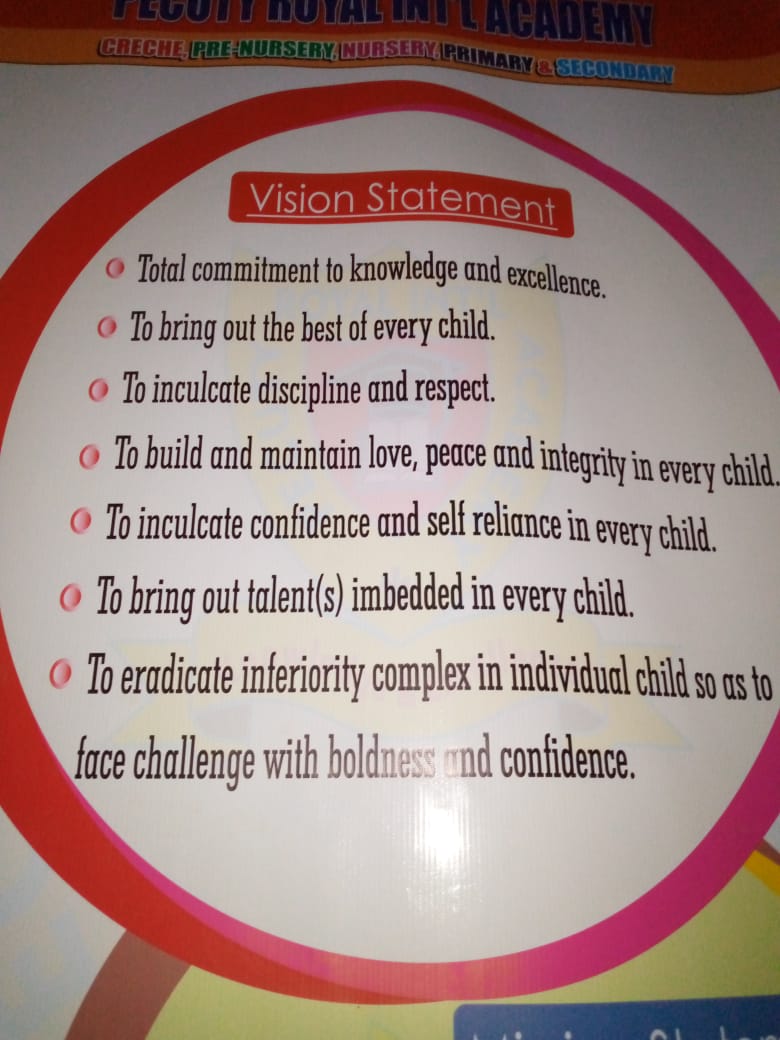 ROYAL INT'L ACADEMY
CRECHE, PRE-NURSERY, NURSERY, PRIMARY & SECONDARY
Vision Statement
Total commitment to knowledge and excellence.
To bring out the best of every child.
To inculcate discipline and respect.
To build and maintain love, peace and integrity in every child.
To inculcate confidence and self reliance in every child.
To bring out talent(s) imbedded in every child.
To eradicate inferiority complex in individual child so as to
face challenge with boldness and confidence.